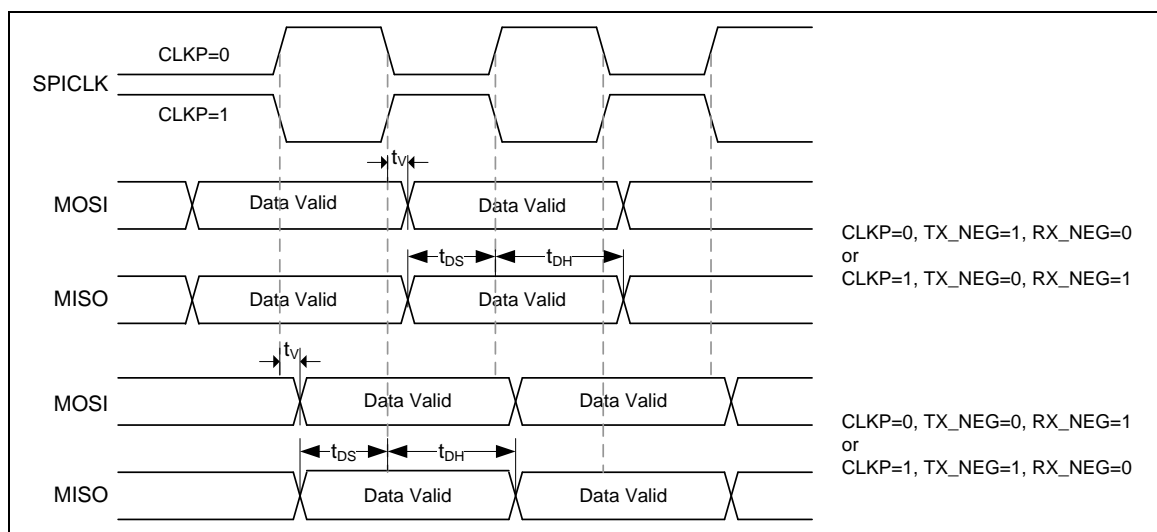 CLKP=0
SPICLK
CLKP=1
tV
MOSI
Data Valid
Data Valid
CLKP=0, TX_NEG=1, RX_NEG=0
or
CLKP=1, TX_NEG=0, RX_NEG=1
tDS
tDH
MISO
Data Valid
Data Valid
tV
MOSI
Data Valid
Data Valid
CLKP=0, TX_NEG=0, RX_NEG=1
or
CLKP=1, TX_NEG=1, RX_NEG=0
tDS
tDH
MISO
Data Valid
Data Valid